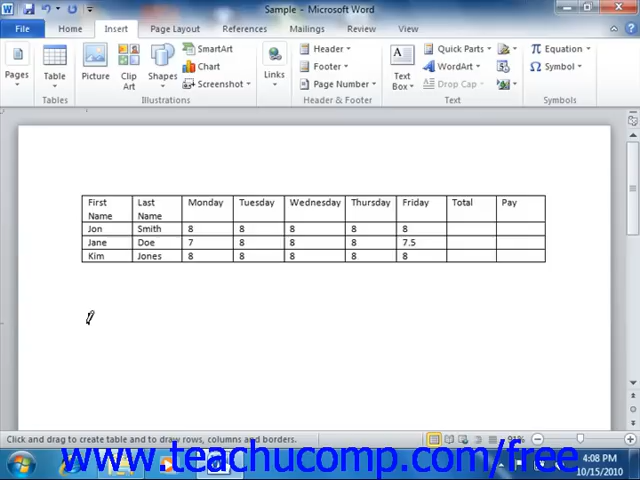 Sample - Microsoft Word
File Home Insert Page Layout References Mailings Review View
Pages
Table
Tables
Picture
Clip Art
Shapes
SmartArt
Chart
Screenshot
Illustrations
Links
Header
Footer
Page Number
Header & Footer
Text Box
Quick Parts
WordArt
Drop Cap
Text
Equation
Symbol
Symbols
First Name Last Name Monday Tuesday Wednesday Thursday Friday Total Pay
Jon Smith 8 8 8 8 8
Jane Doe 7 8 8 8 7.5
Kim Jones 8 8 8 8 8
Click and drag to create table and to draw rows, columns and borders.
91%
www.teachucomp.com/free
4:08 PM
10/15/2010